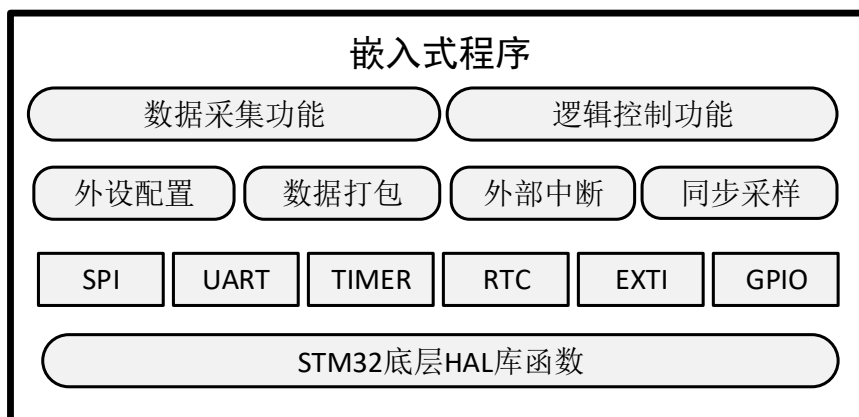 嵌入式程序
数据采集功能 逻辑控制功能
外设配置 数据打包 外部中断 同步采样
SPI UART TIMER RTC EXTI GPIO
STM32底层HAL库函数